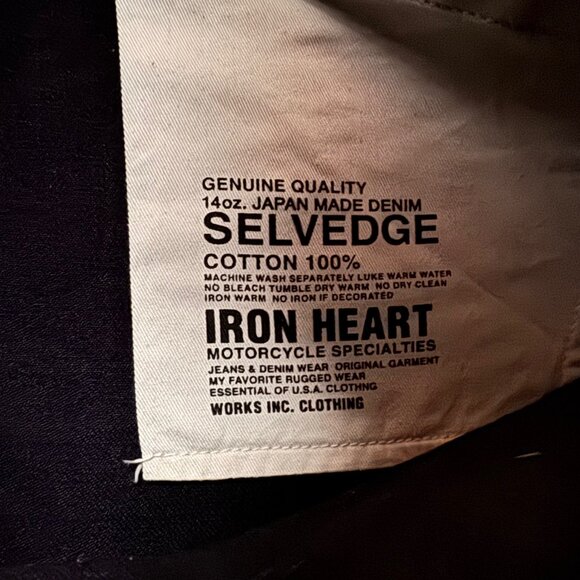 GENUINE QUALITY
14oz. JAPAN MADE DENIM
SELVEDGE
COTTON 100%
MACHINE WASH SEPARATELY LUKE WARM WATER
NO BLEACH TUMBLE DRY WARM NO DRY CLEAN
IRON WARM NO IRON IF DECORATED
IRON HEART
MOTORCYCLE SPECIALTIES
JEANS & DENIM WEAR ORIGINAL GARMENT
MY FAVORITE RUGGED WEAR
ESSENTIAL OF U.S.A. CLOTHNG
WORKS INC. CLOTHING